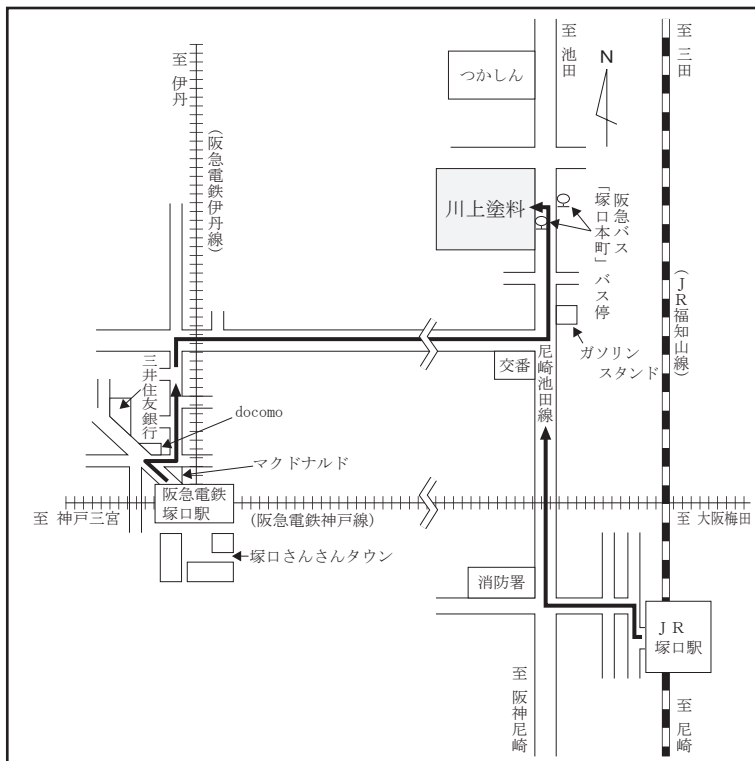 至 池田
至 三田
N
つかしん
至 伊丹
(阪急電鉄伊丹線)
川上塗料
阪急バス
「塚口本町」バス停
(JR福知山線)
ガソリン
スタンド
交番
尼崎池田線
三井住友銀行
docomo
マクドナルド
阪急電鉄
塚口駅
至 神戸三宮
(阪急電鉄神戸線)
至 大阪梅田
塚口さんさんタウン
消防署
JR
塚口駅
至 阪神尼崎
至 尼崎